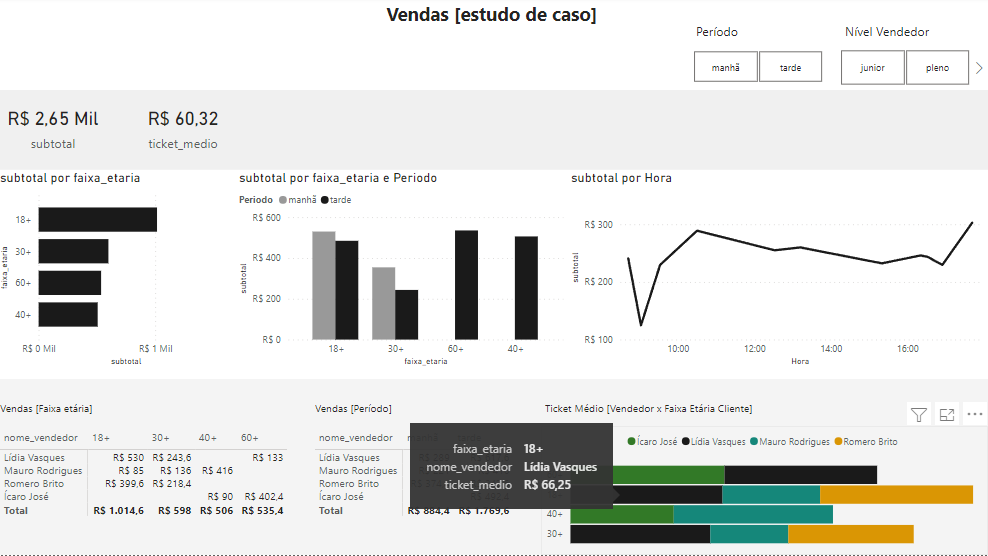 Vendas [estudo de caso]
Período
Nível Vendedor
manhã
tarde
junior
pleno
R$ 2,65 Mil
R$ 60,32
subtotal
ticket_medio
subtotal por faixa_etaria
18+
30+
60+
40+
faixa_etaria
R$ 0 Mil
R$ 1 Mil
subtotal
subtotal por faixa_etaria e Periodo
Periodo manhã tarde
R$ 600
R$ 400
R$ 200
R$ 0
subtotal
18+
30+
60+
40+
faixa_etaria
subtotal por Hora
R$ 300
R$ 200
R$ 100
subtotal
10:00
12:00
14:00
16:00
Hora
Vendas [Faixa etária]
nome_vendedor 18+ 30+ 40+ 60+
Lídia Vasques R$ 530 R$ 243,6 R$ 133
Mauro Rodrigues R$ 85 R$ 136 R$ 416
Romero Brito R$ 399,6 R$ 218,4
Ícaro José R$ 90 R$ 402,4
Total R$ 1.014,6 R$ 598 R$ 506 R$ 535,4
Vendas [Período]
nome_vendedor
Lídia Vasques
Mauro Rodrigues
Romero Brito
Ícaro José
Total R$ 884,4 R$ 1.769,6
faixa_etaria 18+
nome_vendedor Lídia Vasques
ticket_medio R$ 66,25
Ticket Médio [Vendedor x Faixa Etária Cliente]
Ícaro José Lídia Vasques Mauro Rodrigues Romero Brito
40+
30+